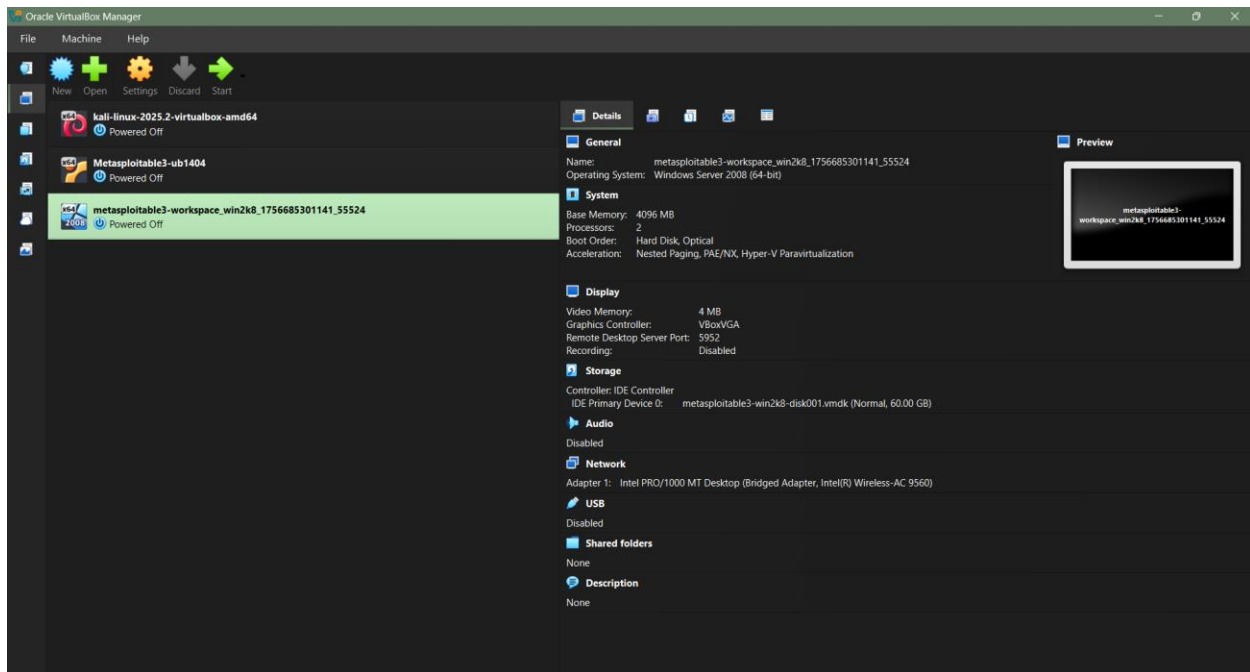 Oracle VirtualBox Manager
File Machine Help
New Open Settings Discard Start
x64
kali-linux-2025.2-virtualbox-amd64
Powered Off
x64
Metasploitable3-ub1404
Powered Off
x64
2008
metasploitable3-workspace_win2k8_1756685301141_55524
Powered Off
Details
General
Name: metasploitable3-workspace_win2k8_1756685301141_55524
Operating System: Windows Server 2008 (64-bit)
System
Base Memory: 4096 MB
Processors: 2
Boot Order: Hard Disk, Optical
Acceleration: Nested Paging, PAE/NX, Hyper-V Paravirtualization
Display
Video Memory: 4 MB
Graphics Controller: VBoxVGA
Remote Desktop Server Port: 5952
Recording: Disabled
Storage
Controller: IDE Controller
IDE Primary Device 0: metasploitable3-win2k8-disk001.vmdk (Normal, 60.00 GB)
Audio
Disabled
Network
Adapter 1: Intel PRO/1000 MT Desktop (Bridged Adapter, Intel(R) Wireless-AC 9560)
USB
Disabled
Shared folders
None
Description
None
Preview
metasploitable3-
workspace_win2k8_1756685301141_55524